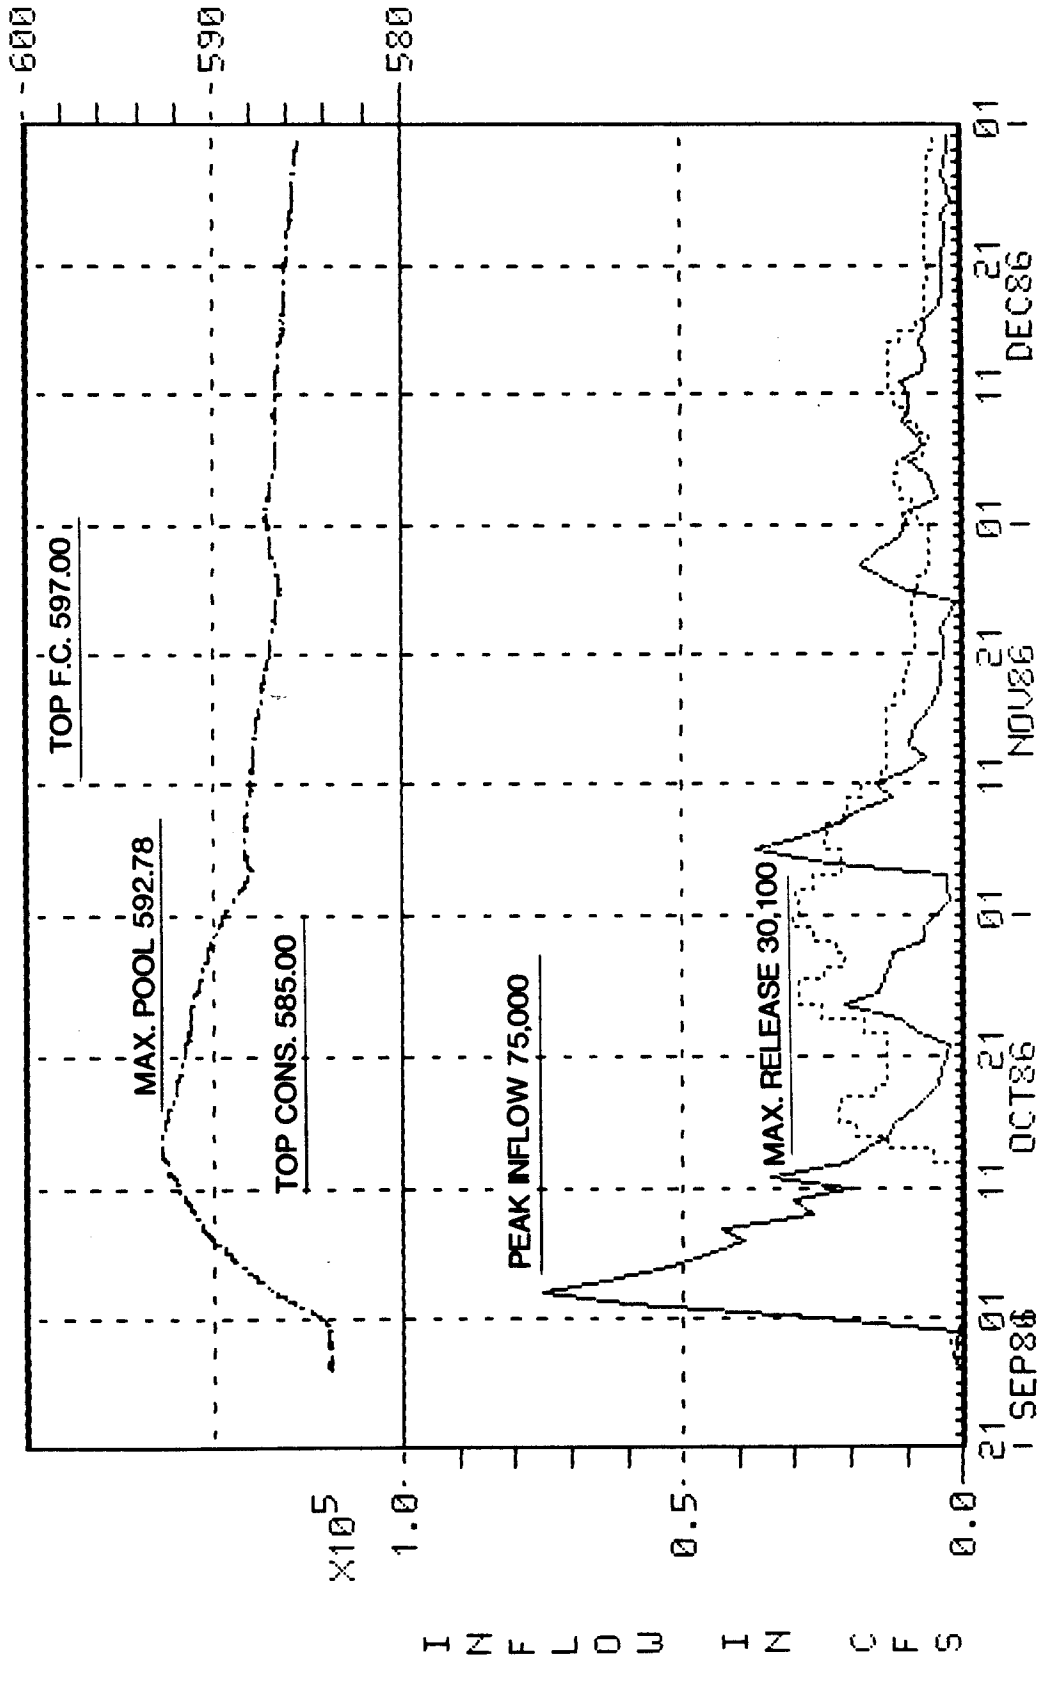 600
590
580
TOP F.C. 597.00
MAX. POOL 592.78
TOP CONS. 585.00
X10^5
1.0
PEAK INFLOW 75,000
MAX. RELEASE 30,100
0.5
0.0
INFLOW IN CFS
21 01 11 21 01 11 21 01 11 21 01
SEP86 OCT86 NOV86 DEC86